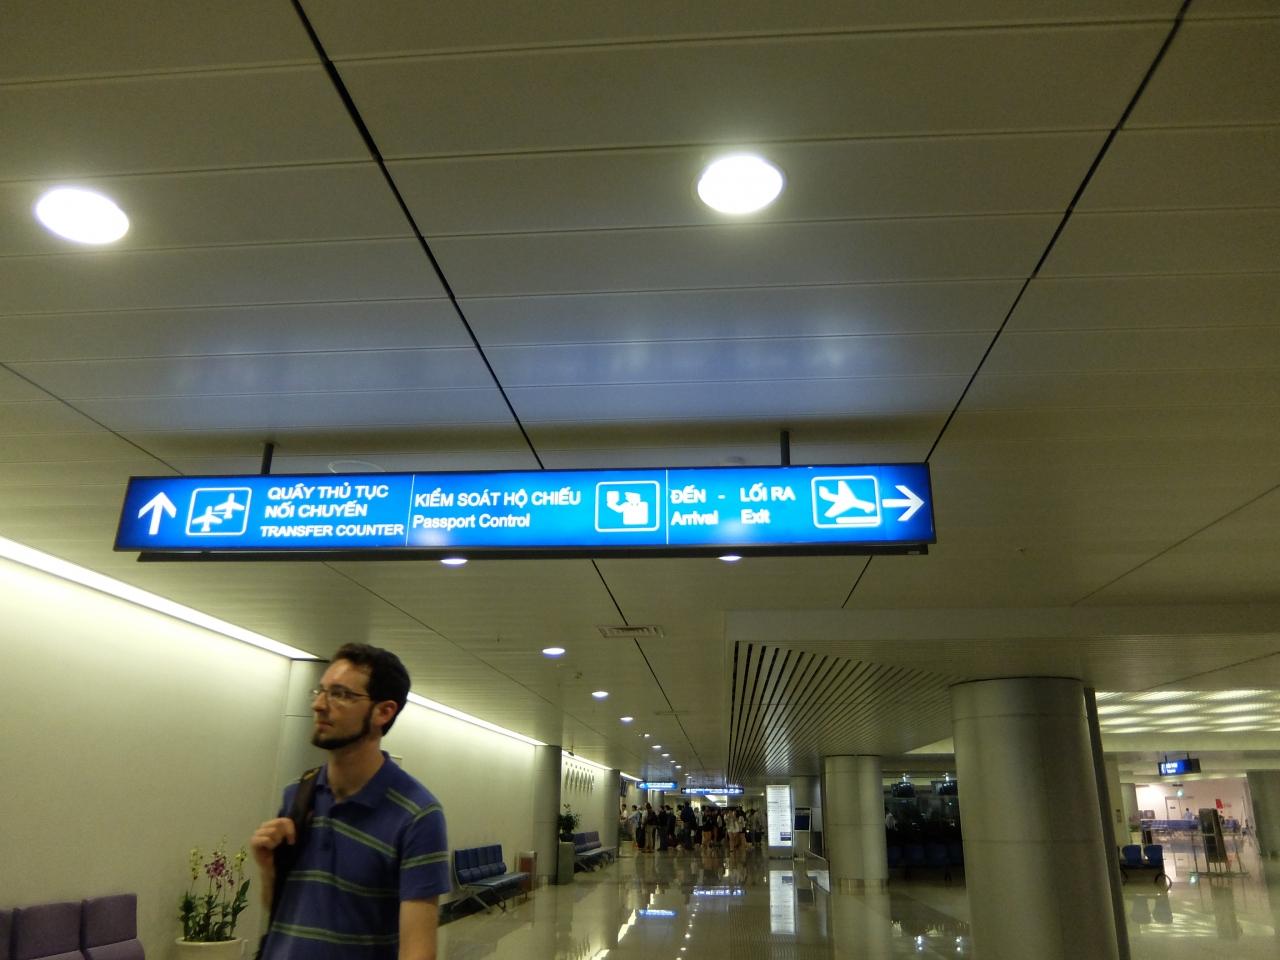 QUẦY THỦ TỤC
NỐI CHUYẾN
TRANSFER COUNTER
KIỂM SOÁT HỘ CHIẾU
Passport Control
ĐẾN - LỐI RA
Arrival Exit